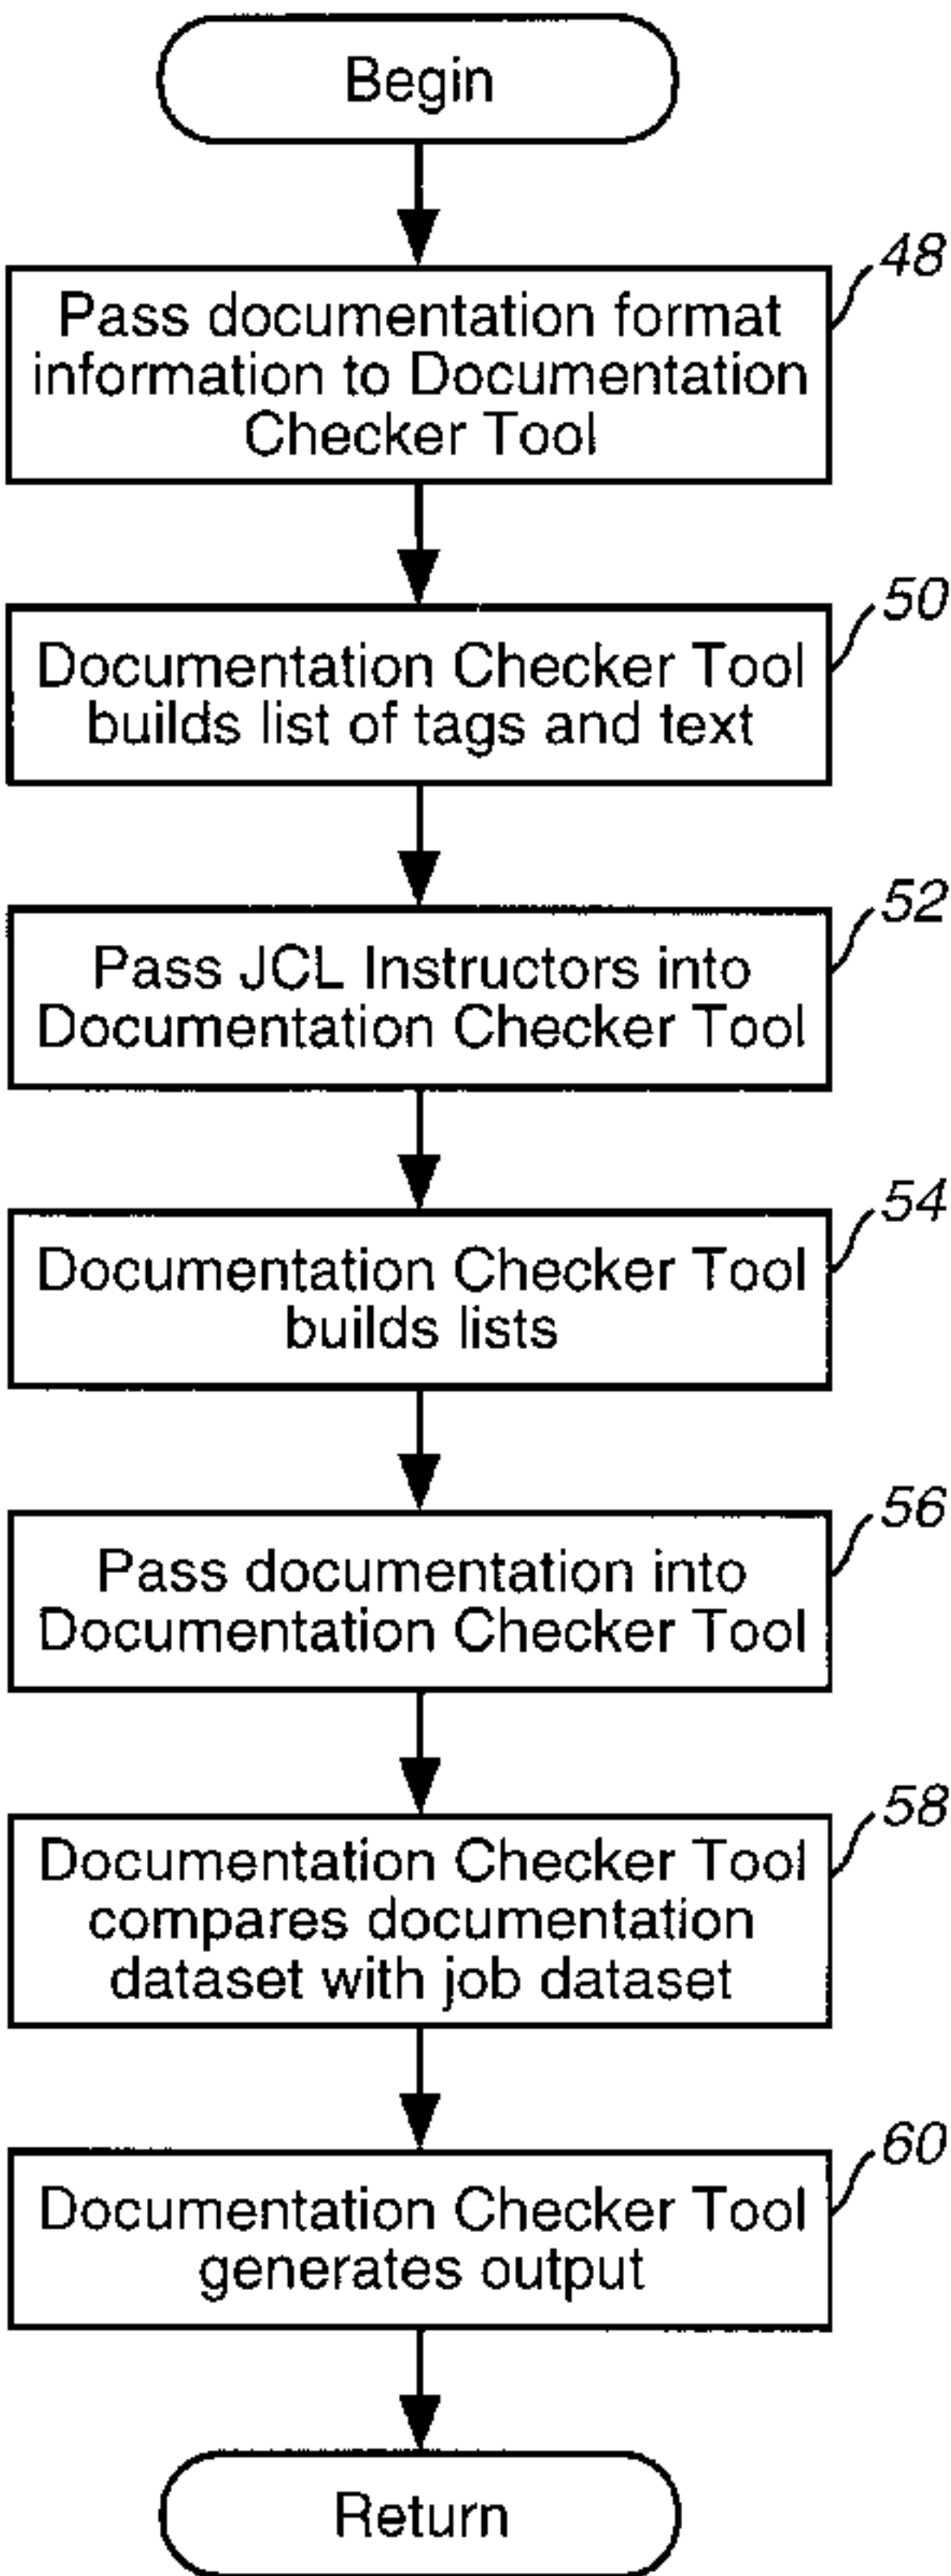 Begin
48
Pass documentation format
information to Documentation
Checker Tool
50
Documentation Checker Tool
builds list of tags and text
52
Pass JCL Instructors into
Documentation Checker Tool
54
Documentation Checker Tool
builds lists
56
Pass documentation into
Documentation Checker Tool
58
Documentation Checker Tool
compares documentation
dataset with job dataset
60
Documentation Checker Tool
generates output
Return